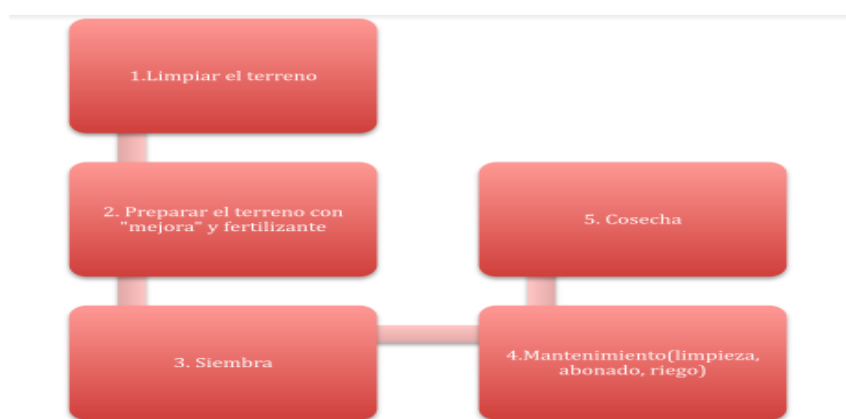 1.Limpiar el terreno
2. Preparar el terreno con
"mejora" y fertilizante
3. Siembra
4.Mantenimiento(limpieza,
abonado, riego)
5. Cosecha